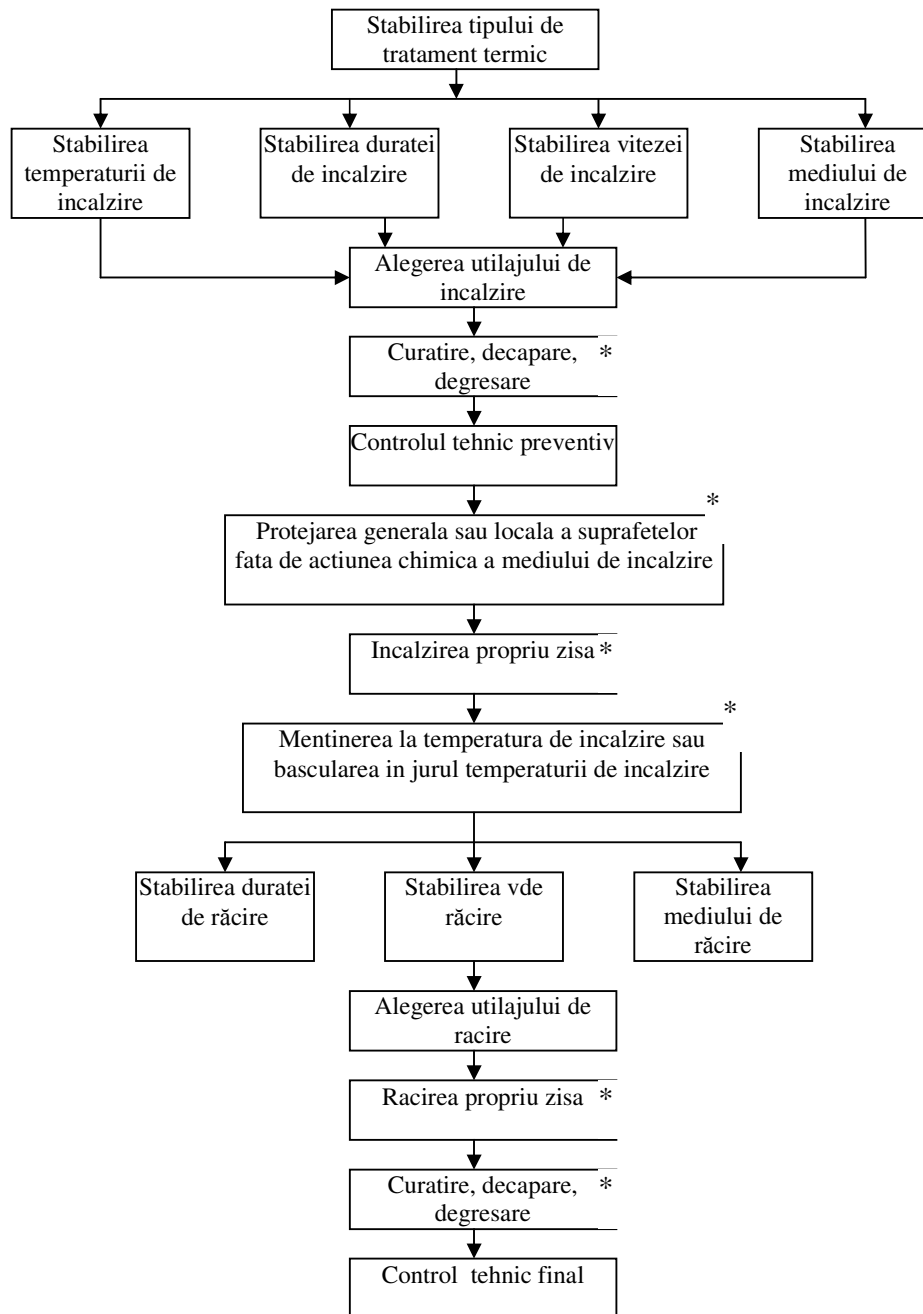 Stabilirea tipului de
tratament termic
Stabilirea
temperaturii de
incalzire
Stabilirea duratei
de incalzire
Stabilirea vitezei
de incalzire
Stabilirea
mediului de
incalzire
Alegerea utilajului de
incalzire
Curatire, decapare, *
degresare
Controlul tehnic preventiv
*
Protejarea generala sau locala a suprafetelor
fata de actiunea chimica a mediului de incalzire
Incalzirea propriu zisa *
*
Mentinerea la temperatura de incalzire sau
bascularea in jurul temperaturii de incalzire
Stabilirea duratei
de răcire
Stabilirea vde
răcire
Stabilirea
mediului de
răcire
Alegerea utilajului de
racire
Racirea propriu zisa *
Curatire, decapare, *
degresare
Control tehnic final